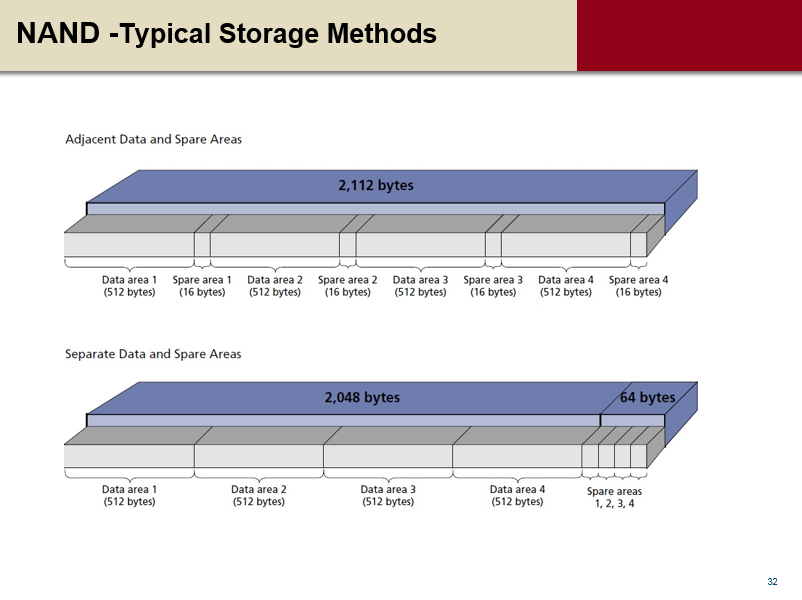 NAND -Typical Storage Methods
Adjacent Data and Spare Areas
2,112 bytes
Data area 1 Spare area 1 Data area 2 Spare area 2 Data area 3 Spare area 3 Data area 4 Spare area 4
(512 bytes) (16 bytes) (512 bytes) (16 bytes) (512 bytes) (16 bytes) (512 bytes) (16 bytes)
Separate Data and Spare Areas
2,048 bytes 64 bytes
Data area 1 Data area 2 Data area 3 Data area 4 Spare areas
(512 bytes) (512 bytes) (512 bytes) (512 bytes) 1, 2, 3, 4
32